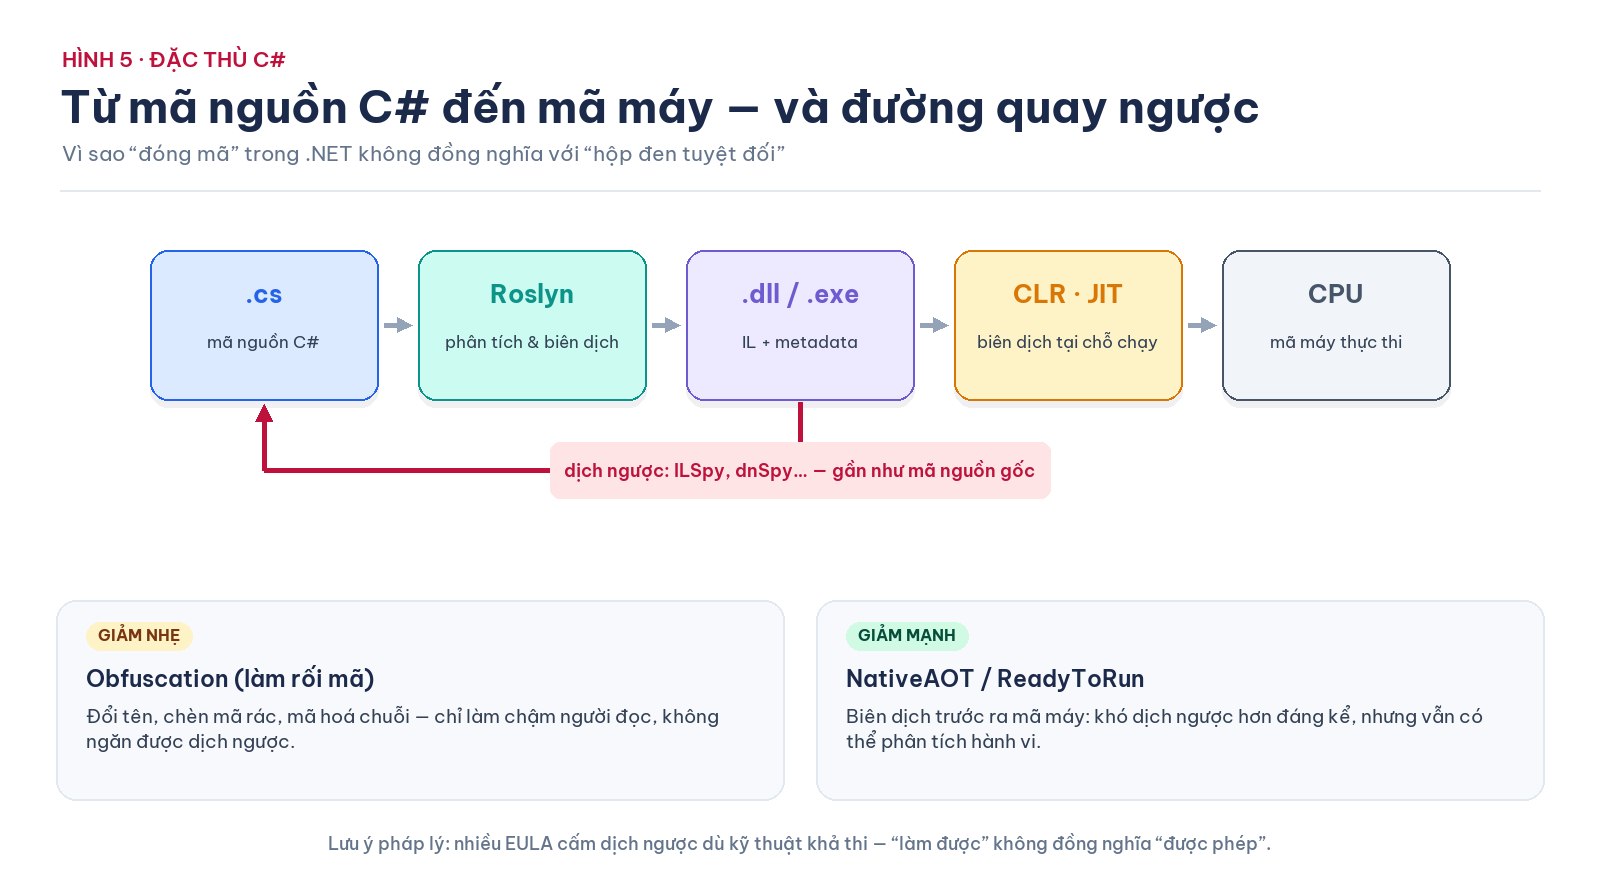 HÌNH 5 · ĐẶC THÙ C#
Từ mã nguồn C# đến mã máy — và đường quay ngược
Vì sao “đóng mã” trong .NET không đồng nghĩa với “hộp đen tuyệt đối”
.cs
mã nguồn C#
Roslyn
phân tích & biên dịch
.dll / .exe
IL + metadata
CLR · JIT
biên dịch tại chỗ chạy
CPU
mã máy thực thi
dịch ngược: ILSpy, dnSpy... — gần như mã nguồn gốc
GIẢM NHẸ
Obfuscation (làm rối mã)
Đổi tên, chèn mã rác, mã hoá chuỗi — chỉ làm chậm người đọc, không
ngăn được dịch ngược.
GIẢM MẠNH
NativeAOT / ReadyToRun
Biên dịch trước ra mã máy: khó dịch ngược hơn đáng kể, nhưng vẫn có
thể phân tích hành vi.
Lưu ý pháp lý: nhiều EULA cấm dịch ngược dù kỹ thuật khả thi — “làm được” không đồng nghĩa “được phép”.